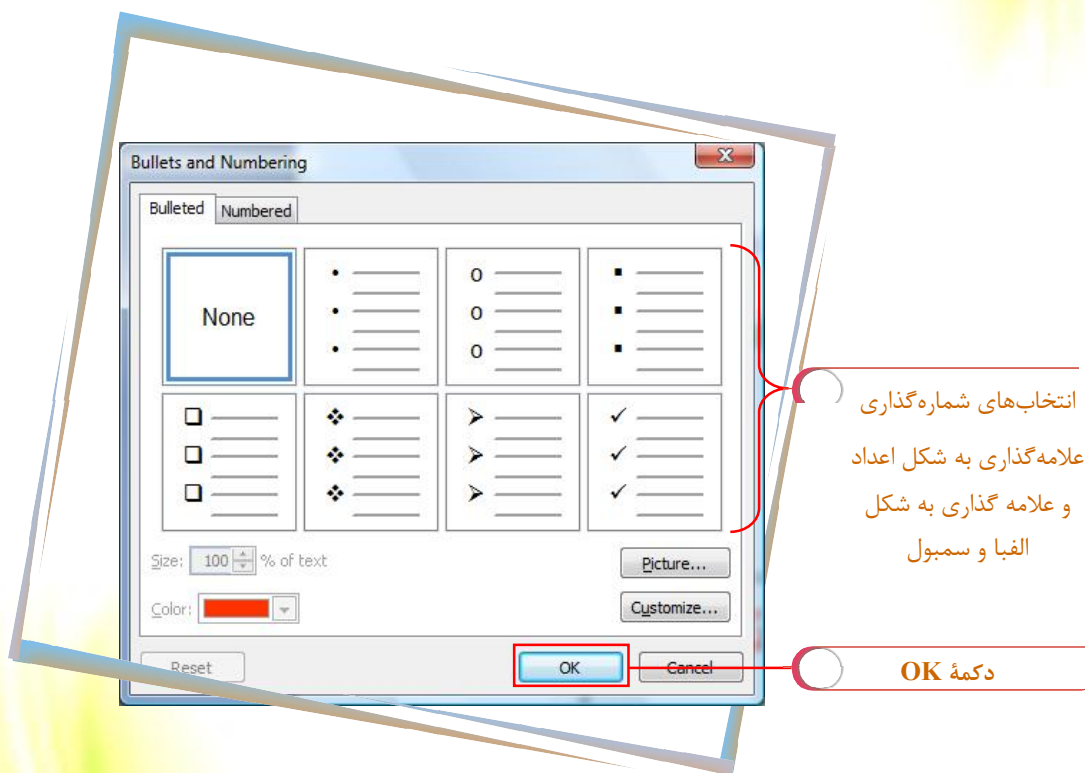 Bullets and Numbering
Bulleted Numbered
None
انتخاب‌های شماره‌گذاری
علامه‌گذاری به شکل اعداد
و علامه گذاری به شکل
الفبا و سمبول
Size: 100 % of text
Picture...
Color:
Customize...
Reset
OK
Cancel
دکمۀ OK